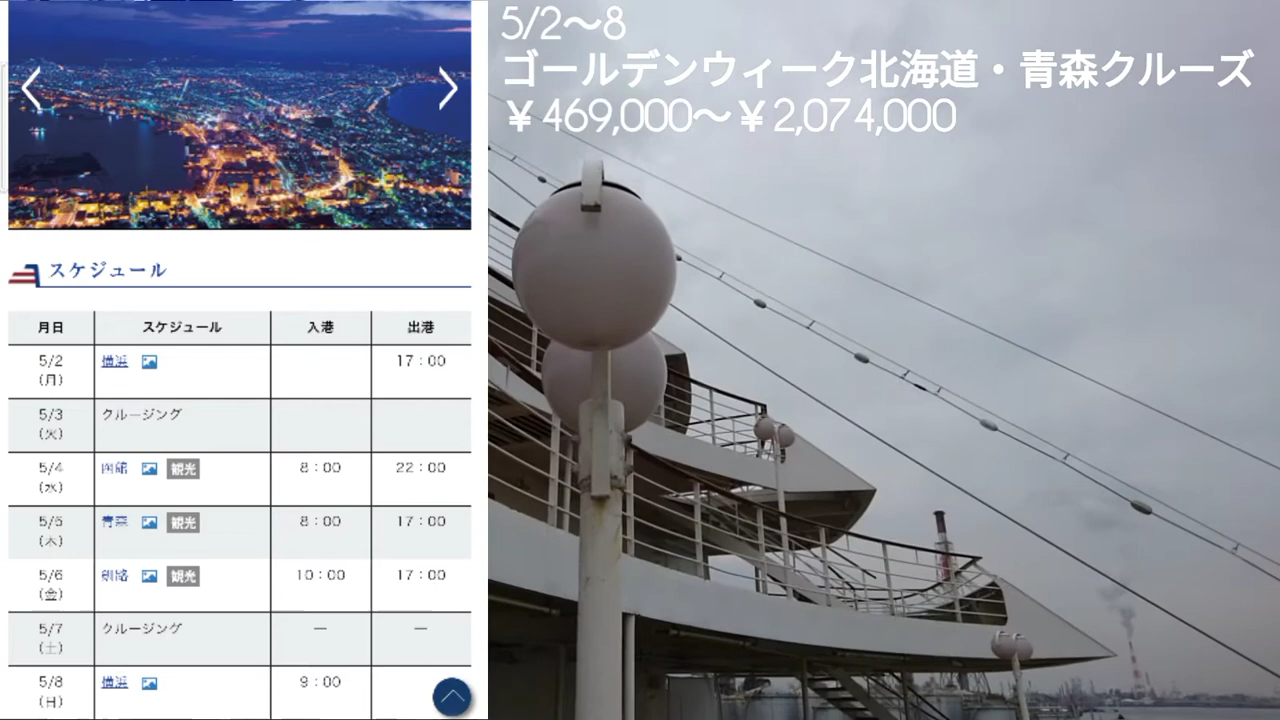 5/2〜8
ゴールデンウィーク北海道・青森クルーズ
￥469,000〜￥2,074,000
スケジュール
月日 スケジュール 入港 出港
5/2 横浜 17:00
(月)
5/3 クルージング
(火)
5/4 函館 観光 8:00 22:00
(水)
5/5 青森 観光 8:00 17:00
(木)
5/6 釧路 観光 10:00 17:00
(金)
5/7 クルージング — —
(土)
5/8 横浜 9:00
(日)